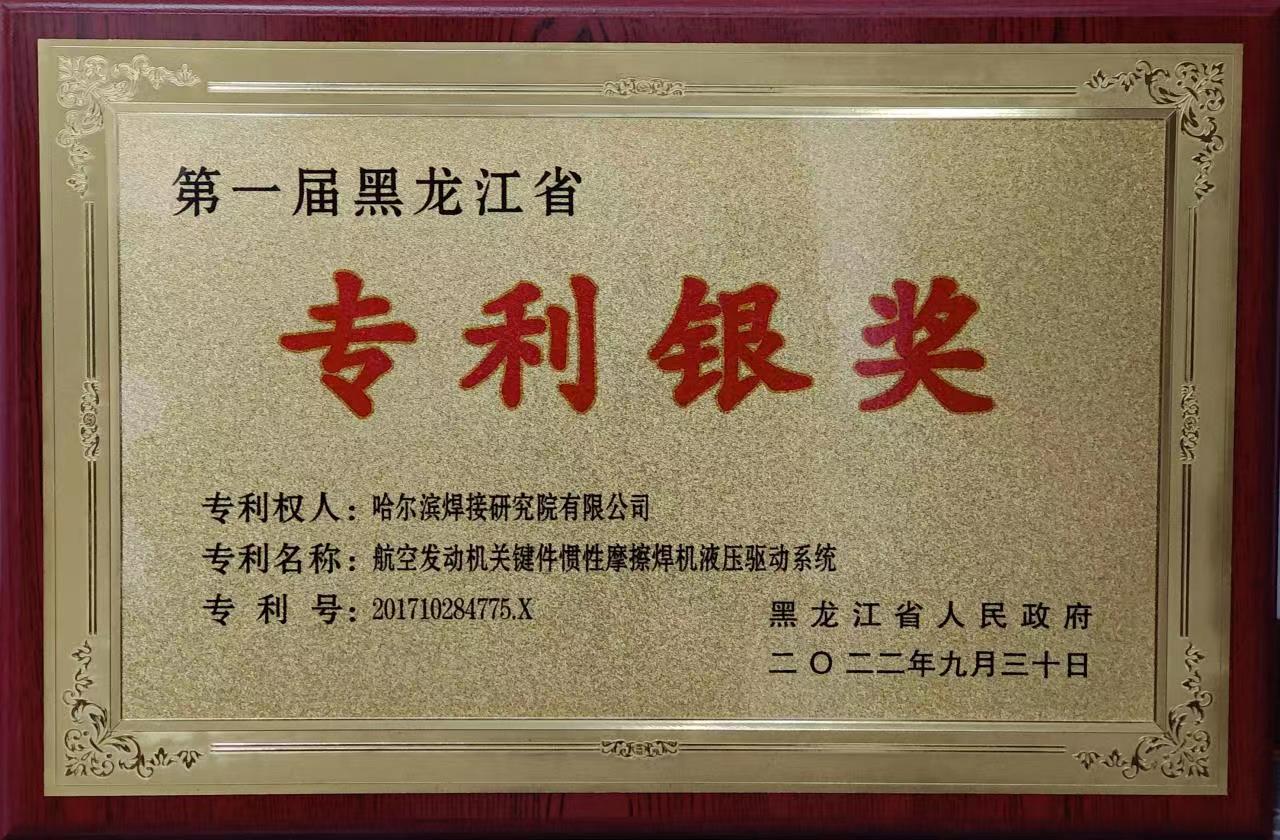 第一届黑龙江省
专利银奖
专利权人：哈尔滨焊接研究院有限公司
专利名称：航空发动机关键件惯性摩擦焊机液压驱动系统
专利号：201710284775.X
黑龙江省人民政府
二〇二二年九月三十日